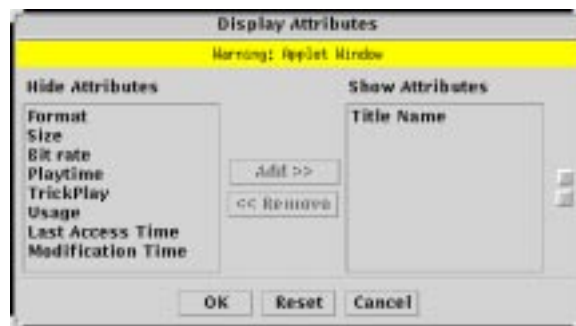 Display Attributes
Warning: Applet Window
Hide Attributes
Show Attributes
Format
Size
Bit rate
Playtime
TrickPlay
Usage
Last Access Time
Modification Time
Title Name
Add >>
<< Remove
OK
Reset
Cancel